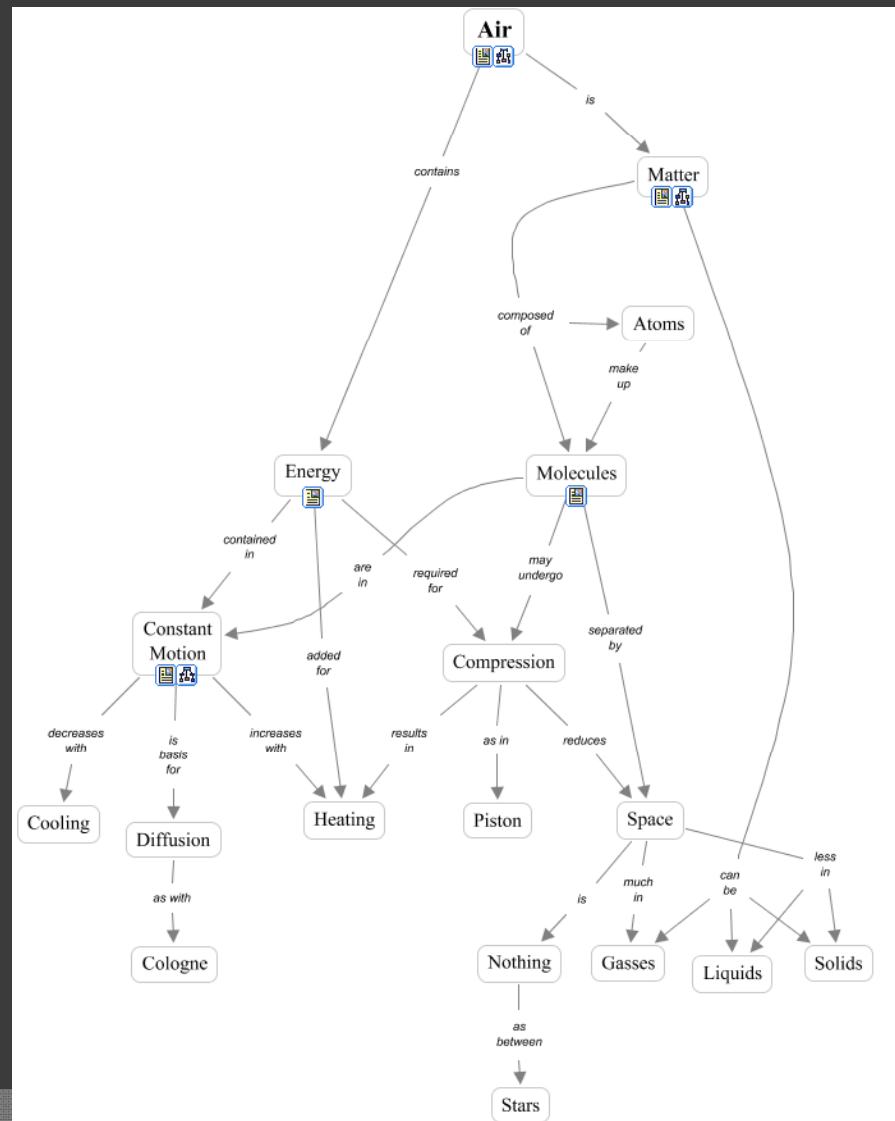 Air
is
contains
Matter
composed
of
Atoms
make
up
Energy
Molecules
contained
in
are
in
required
for
may
undergo
separated
by
Constant
Motion
added
for
Compression
decreases
with
is
basis
for
increases
with
results
in
as in
reduces
Cooling
Diffusion
Heating
Piston
Space
less
in
can
be
much
in
is
as with
Cologne
Nothing
Gasses
Liquids
Solids
as
between
Stars